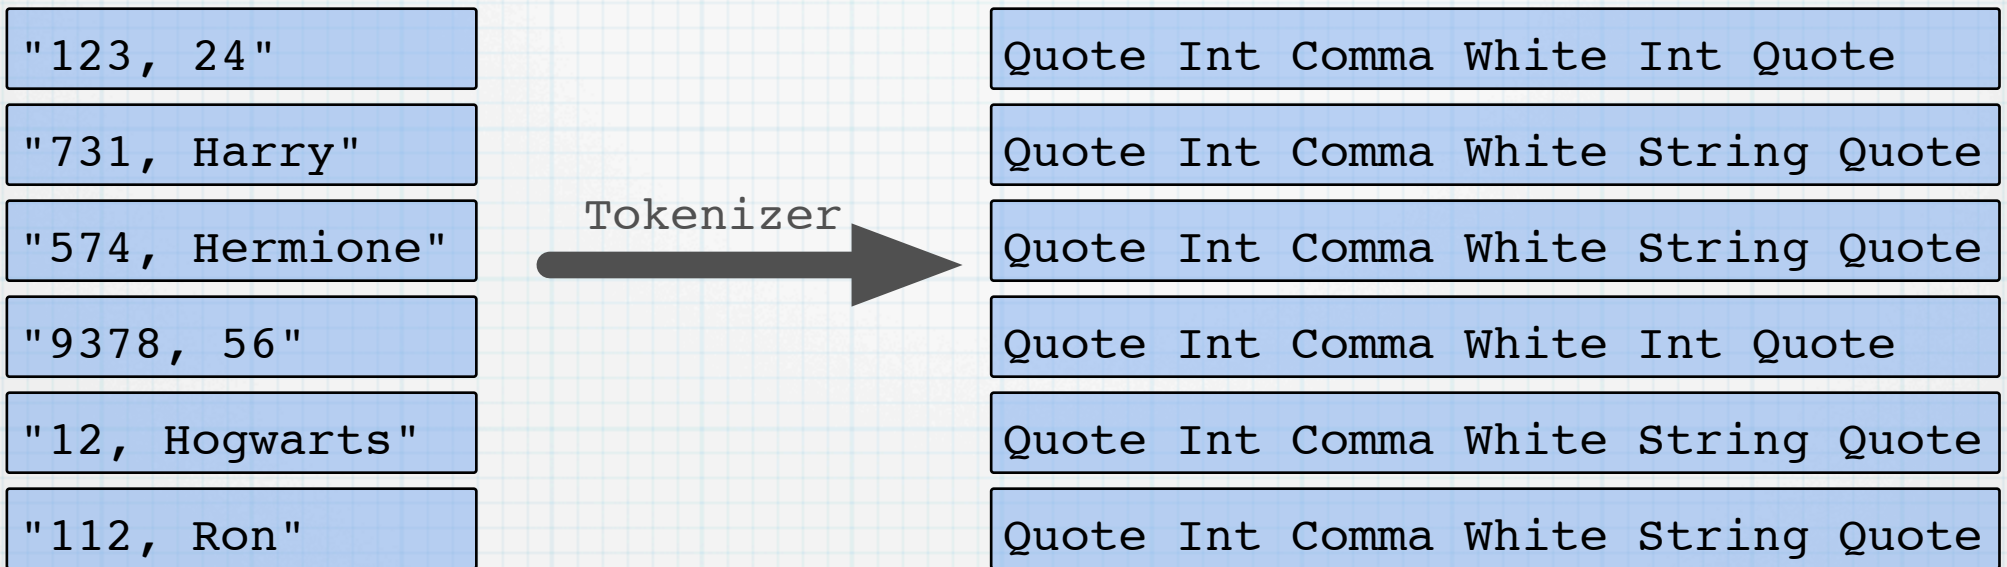 "123, 24"
"731, Harry"
"574, Hermione"
"9378, 56"
"12, Hogwarts"
"112, Ron"
Tokenizer
Quote Int Comma White Int Quote
Quote Int Comma White String Quote
Quote Int Comma White String Quote
Quote Int Comma White Int Quote
Quote Int Comma White String Quote
Quote Int Comma White String Quote